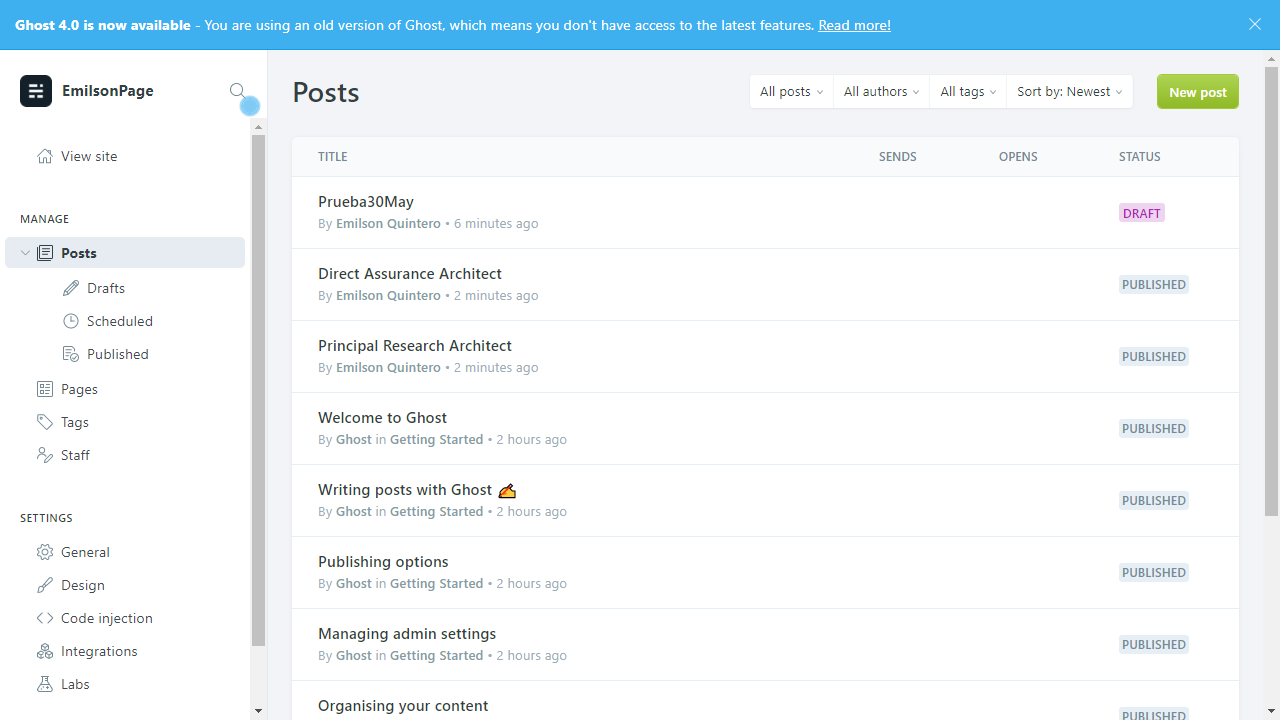 Ghost 4.0 is now available - You are using an old version of Ghost, which means you don't have access to the latest features. Read more!
EmilsonPage
View site
MANAGE
Posts
Drafts
Scheduled
Published
Pages
Tags
Staff
SETTINGS
General
Design
Code injection
Integrations
Labs
Posts
All posts
All authors
All tags
Sort by: Newest
New post
TITLE SENDS OPENS STATUS
Prueba30May
By Emilson Quintero • 6 minutes ago
DRAFT
Direct Assurance Architect
By Emilson Quintero • 2 minutes ago
PUBLISHED
Principal Research Architect
By Emilson Quintero • 2 minutes ago
PUBLISHED
Welcome to Ghost
By Ghost in Getting Started • 2 hours ago
PUBLISHED
Writing posts with Ghost ✍️
By Ghost in Getting Started • 2 hours ago
PUBLISHED
Publishing options
By Ghost in Getting Started • 2 hours ago
PUBLISHED
Managing admin settings
By Ghost in Getting Started • 2 hours ago
PUBLISHED
Organising your content
PUBLISHED